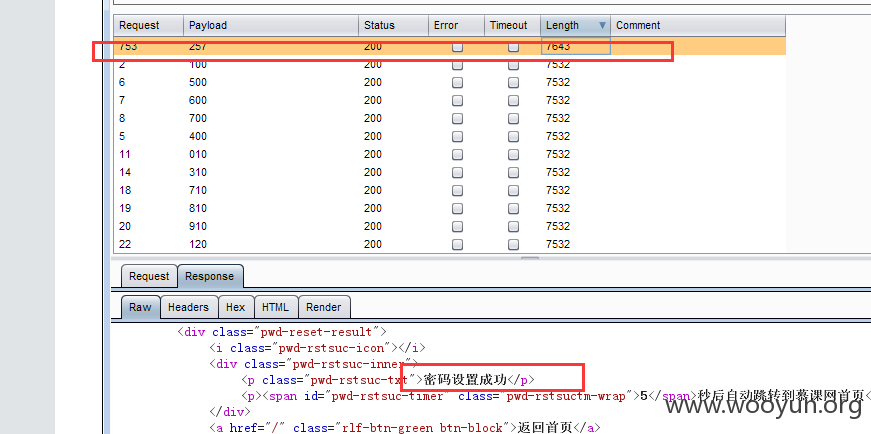 Request Payload Status Error Timeout Length Comment
753 257 200 7643
2 100 200 7532
6 500 200 7532
7 600 200 7532
8 700 200 7532
5 400 200 7532
11 010 200 7532
14 310 200 7532
18 710 200 7532
19 810 200 7532
20 910 200 7532
22 120 200 7532
Request Response
Raw Headers Hex HTML Render
<div class="pwd-reset-result">
<i class="pwd-rstsuc-icon"></i>
<div class="pwd-rstsuc-inner">
<p class="pwd-rstsuc-txt">密码设置成功</p>
<p><span id="pwd-rstsuc-timer" class="pwd-rstsuctm-wrap">5</span>秒后自动跳转到慕课网首页<
</div>
<a href="/" class="rlf-btn-green btn-block">返回首页</a>
www.wooyun.org